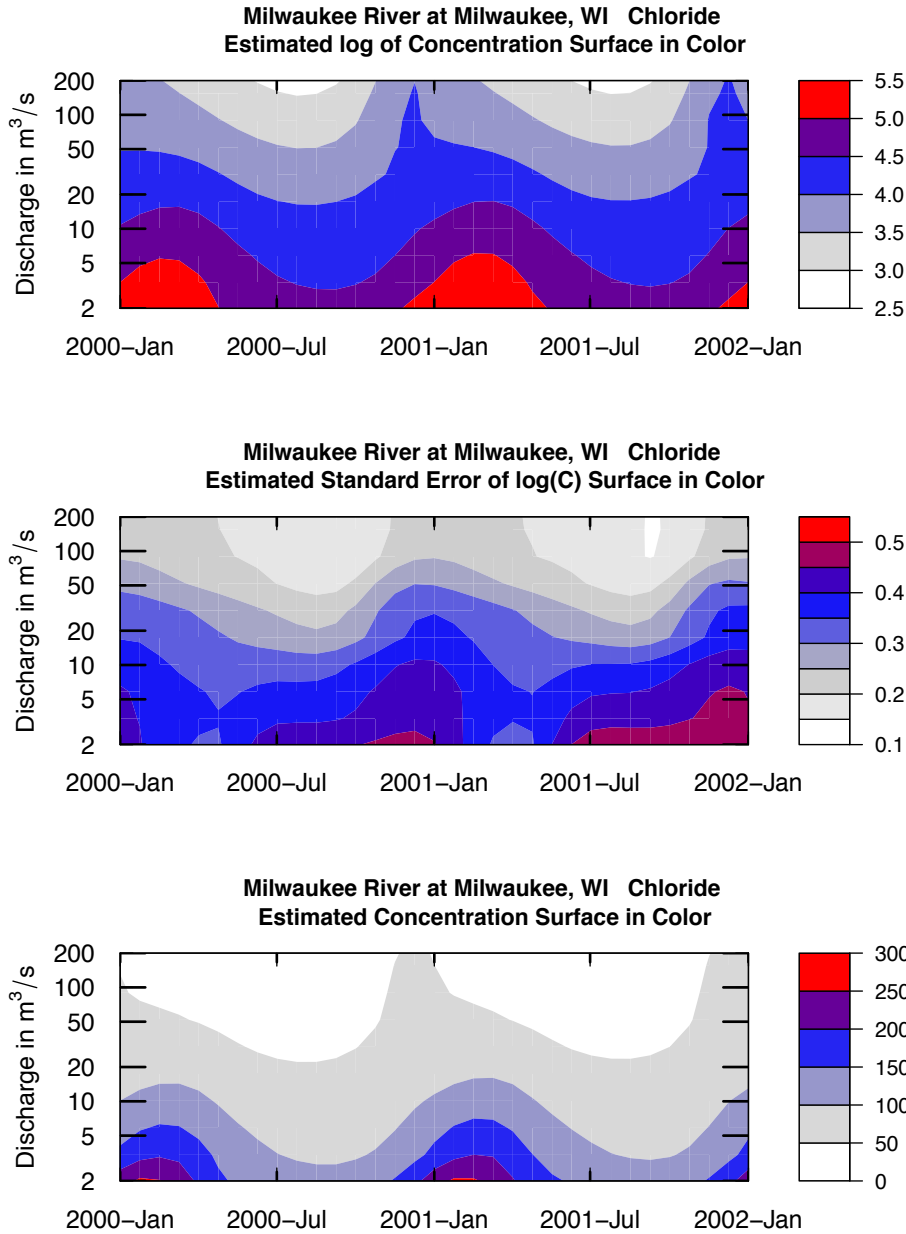 Milwaukee River at Milwaukee, WI Chloride
Estimated log of Concentration Surface in Color
Discharge in m³/s
200
100
50
20
10
5
2
2000−Jan
2000−Jul
2001−Jan
2001−Jul
2002−Jan
5.5
5.0
4.5
4.0
3.5
3.0
2.5
Milwaukee River at Milwaukee, WI Chloride
Estimated Standard Error of log(C) Surface in Color
Discharge in m³/s
200
100
50
20
10
5
2
2000−Jan
2000−Jul
2001−Jan
2001−Jul
2002−Jan
0.5
0.4
0.3
0.2
0.1
Milwaukee River at Milwaukee, WI Chloride
Estimated Concentration Surface in Color
Discharge in m³/s
200
100
50
20
10
5
2
2000−Jan
2000−Jul
2001−Jan
2001−Jul
2002−Jan
300
250
200
150
100
50
0